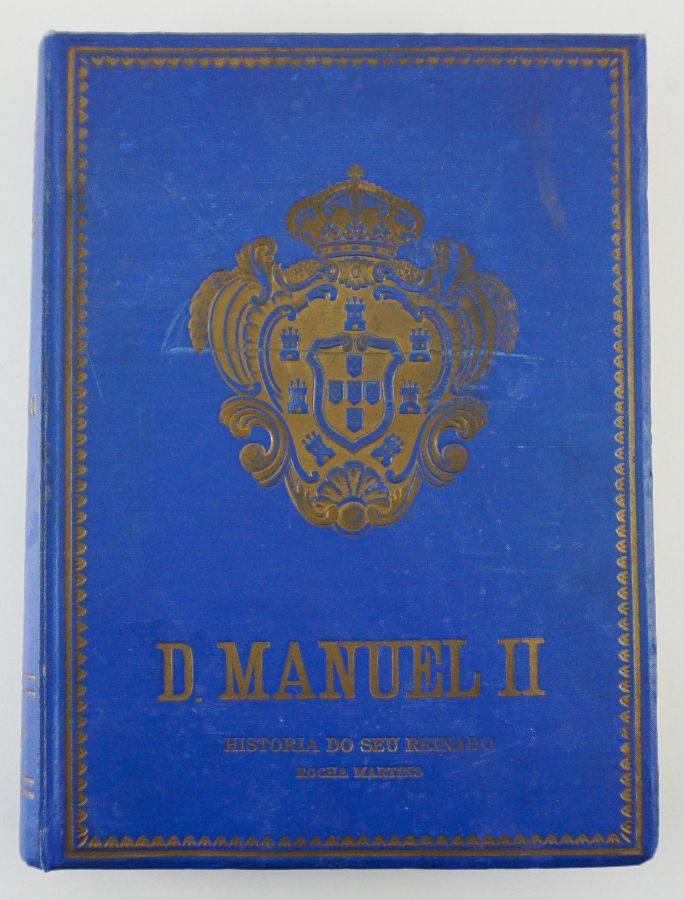 D. MANUEL II
HISTORIA DO SEU REINADO
ROCHA MARTINS